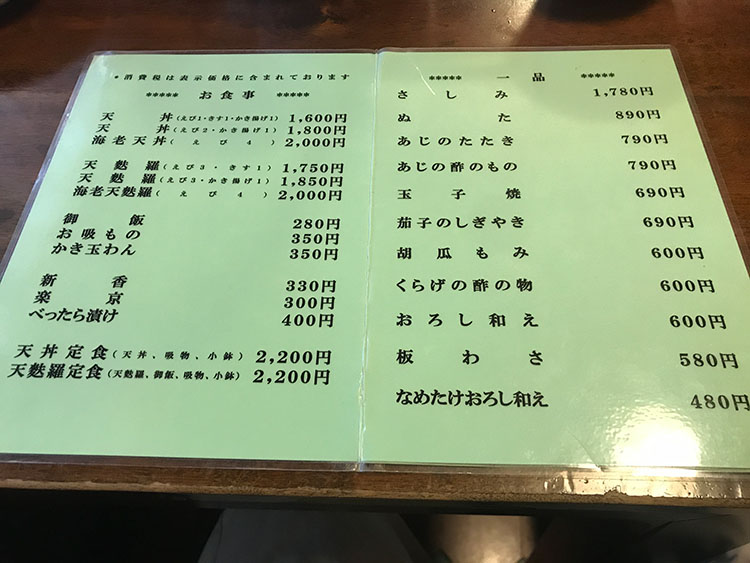 *消費税は表示価格に含まれております
***** お食事 *****
天丼(えび1・きす1・かき揚げ1) 1,600円
天丼(えび2・かき揚げ1) 1,800円
海老天丼(えび4) 2,000円
天麩羅(えび3・きす1) 1,750円
天麩羅(えび3・かき揚げ1) 1,850円
海老天麩羅(えび4) 2,000円
御飯 280円
お吸もの 350円
かき玉わん 350円
新香 330円
楽京 300円
べったら漬け 400円
天丼定食(天丼、吸物、小鉢) 2,200円
天麩羅定食(天麩羅、御飯、吸物、小鉢) 2,200円
***** 一品 *****
さしみ 1,780円
ぬた 890円
あじのたたき 790円
あじの酢のもの 790円
玉子焼 690円
茄子のしぎやき 690円
胡瓜もみ 600円
くらげの酢の物 600円
おろし和え 600円
板わさ 580円
なめたけおろし和え 480円